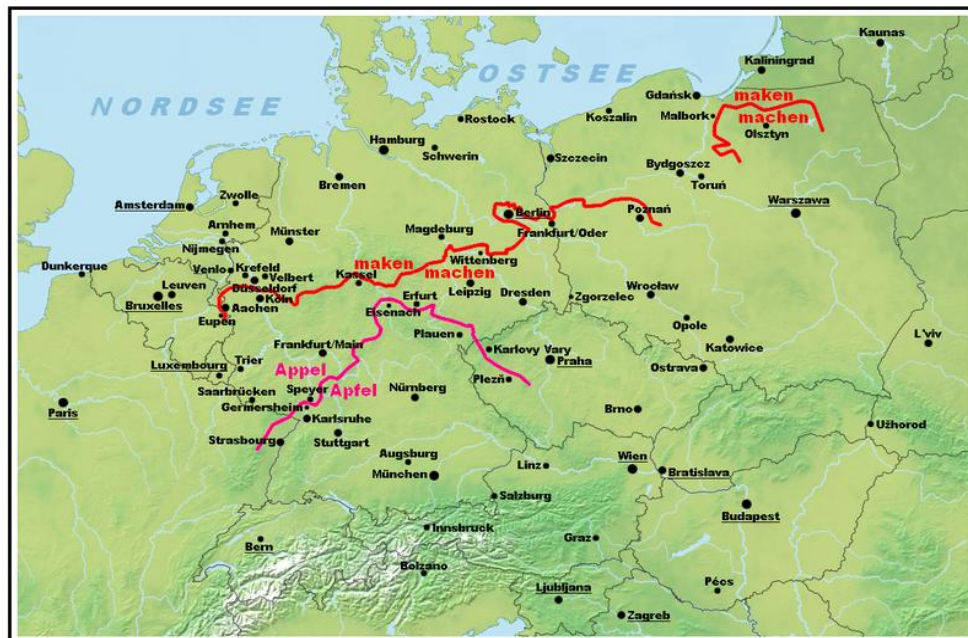 Kaunas
OSTSEE
Kaliningrad
NORDSEE
Gdańsk
maken
Malbork
machen
Koszalin
Rostock
Olsztyn
Hamburg
Schwerin
Szczecin
Bydgoszcz
Toruń
Bremen
Zwolle
Amsterdam
Berlin
Poznań
Warszawa
Arnhem
Magdeburg
Frankfurt/Oder
Nijmegen
Münster
Wittenberg
maken
Dunkerque
Venlo
Krefeld
Velbert
Kassel
machen
Leuven
Düsseldorf
Leipzig
Wrocław
Bruxelles
Köln
Erfurt
Dresden
Zgorzelec
Aachen
Eisenach
Eupen
Opole
Plauen
L'viv
Katowice
Frankfurt/Main
Karlovy Vary
Luxembourg
Trier
Praha
Ostrava
Appel
Plezň
Saarbrücken
Speyer
Apfel
Nürnberg
Paris
Germersheim
Brno
Karlsruhe
Užhorod
Strasbourg
Stuttgart
Augsburg
Linz
Wien
München
Bratislava
Salzburg
Budapest
Innsbruck
Graz
Bern
Bolzano
Pécs
Ljubljana
Zagreb